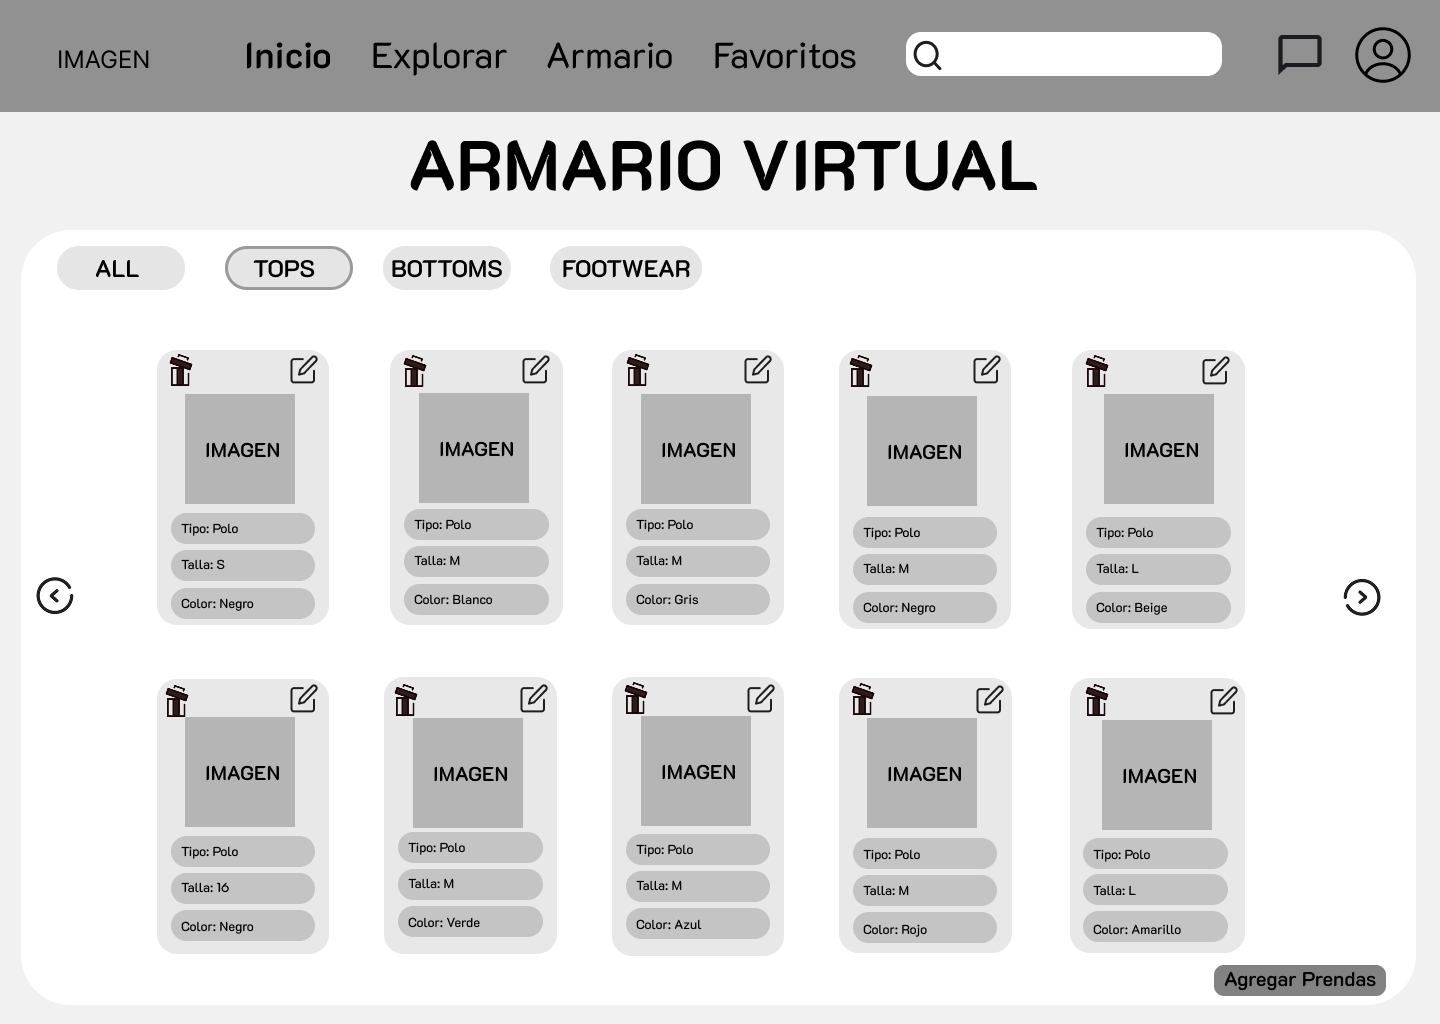 IMAGEN Inicio Explorar Armario Favoritos
ARMARIO VIRTUAL
ALL TOPS BOTTOMS FOOTWEAR
IMAGEN IMAGEN IMAGEN IMAGEN IMAGEN
Tipo: Polo Tipo: Polo Tipo: Polo Tipo: Polo Tipo: Polo
Talla: S Talla: M Talla: M Talla: M Talla: L
Color: Negro Color: Blanco Color: Gris Color: Negro Color: Beige
IMAGEN IMAGEN IMAGEN IMAGEN IMAGEN
Tipo: Polo Tipo: Polo Tipo: Polo Tipo: Polo Tipo: Polo
Talla: 16 Talla: M Talla: M Talla: M Talla: L
Color: Negro Color: Verde Color: Azul Color: Rojo Color: Amarillo
Agregar Prendas